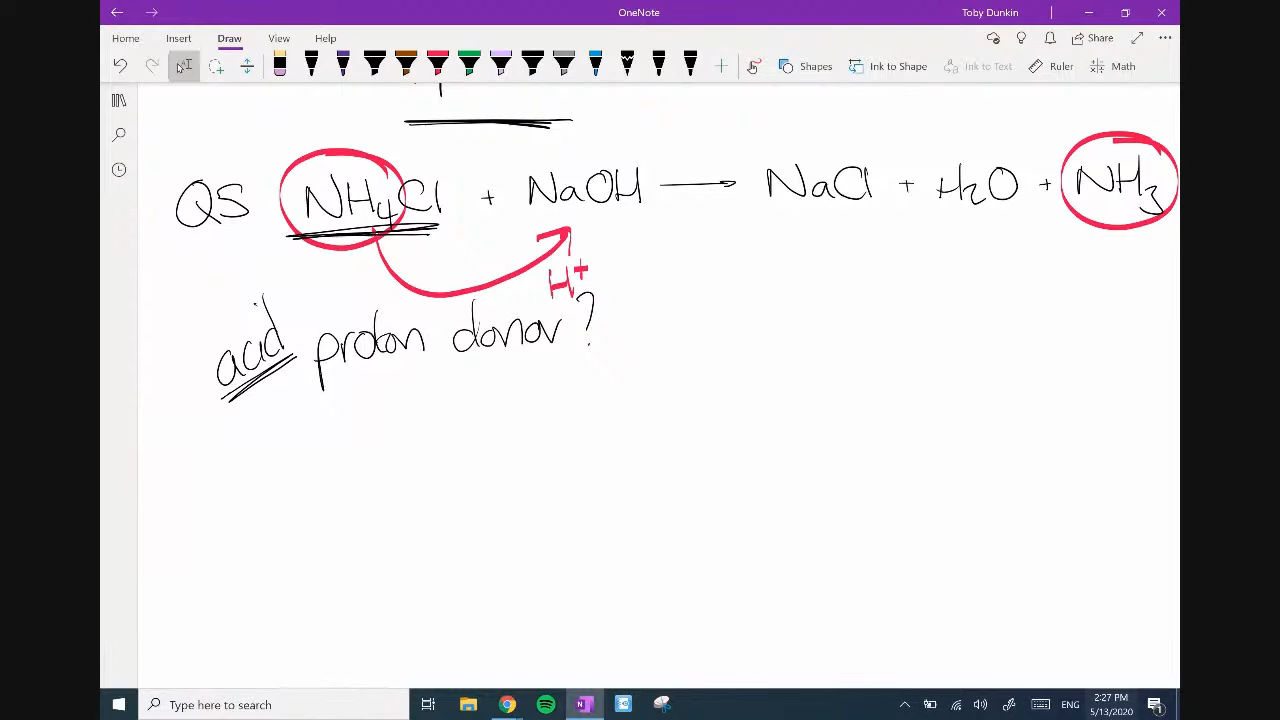 OneNote
Toby Dunkin
Home Insert Draw View Help
Share
Shapes Ink to Shape Ink to Text Ruler Math
Q5 NH4Cl + NaOH → NaCl + H2O + NH3
H+
acid proton donor?
Type here to search
ENG
2:27 PM
5/13/2020
1